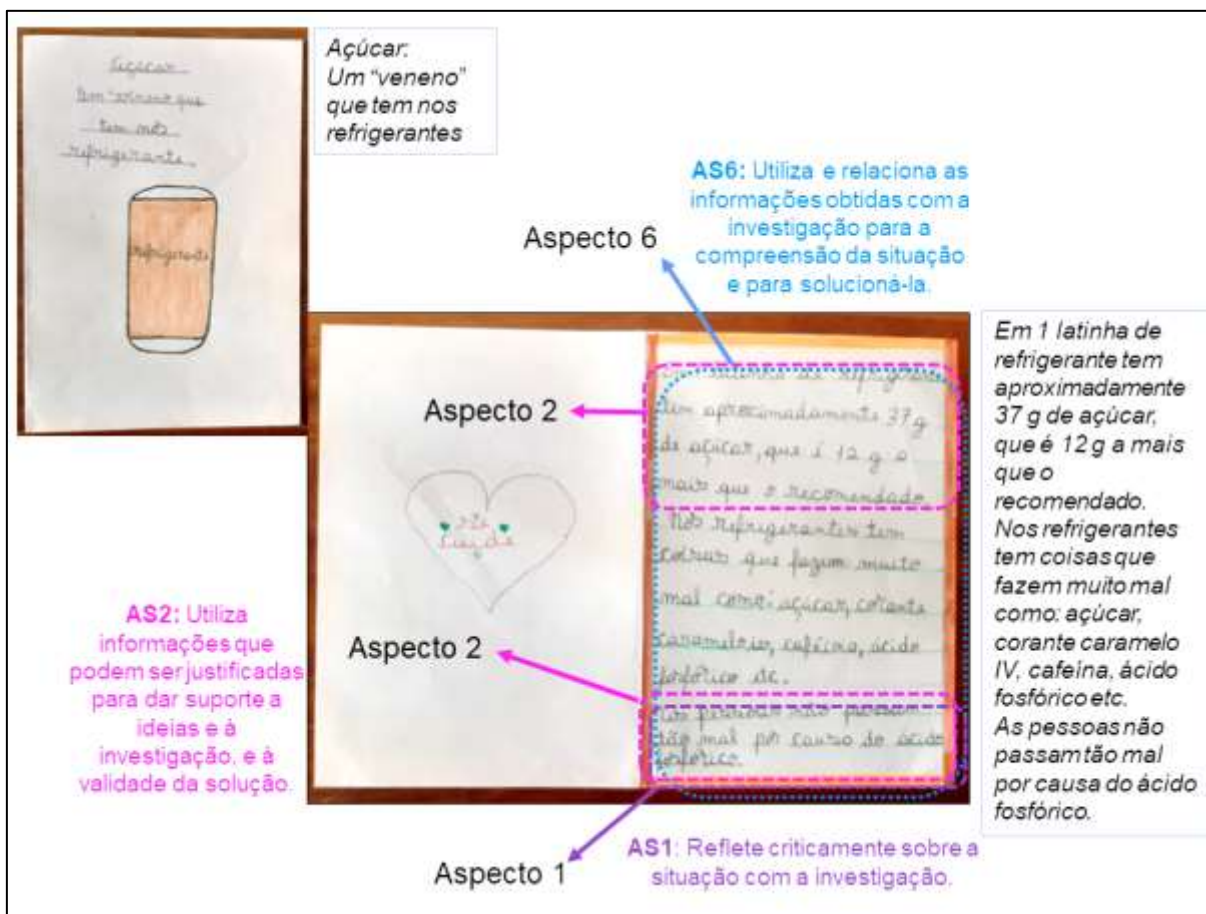 Açúcar
Um "veneno que
tem nos
refrigerante
refrigerante
Açúcar:
Um “veneno”
que tem nos
refrigerantes
AS6: Utiliza e relaciona as
informações obtidas com a
investigação para a
compreensão da situação
e para solucioná-la.
Aspecto 6
Aspecto 2
Aspecto 2
AS2: Utiliza
informações que
podem ser justificadas
para dar suporte a
ideias e à
investigação, e à
validade da solução.
Aspecto 1
AS1: Reflete criticamente sobre a
situação com a investigação.
latinha de refrigerante
tem aproximadamente 37 g
de açúcar, que é 12 g a
mais que o recomendado.
Nos refrigerantes tem
coisas que fazem muito
mal como: açúcar, corante
cafeína, ácido
fosfórico etc.
As pessoas não passam
tão mal por causa do ácido
fosfórico.
Em 1 latinha de
refrigerante tem
aproximadamente
37 g de açúcar,
que é 12 g a mais
que o
recomendado.
Nos refrigerantes
tem coisas que
fazem muito mal
como: açúcar,
corante caramelo
IV, cafeína, ácido
fosfórico etc.
As pessoas não
passam tão mal
por causa do ácido
fosfórico.